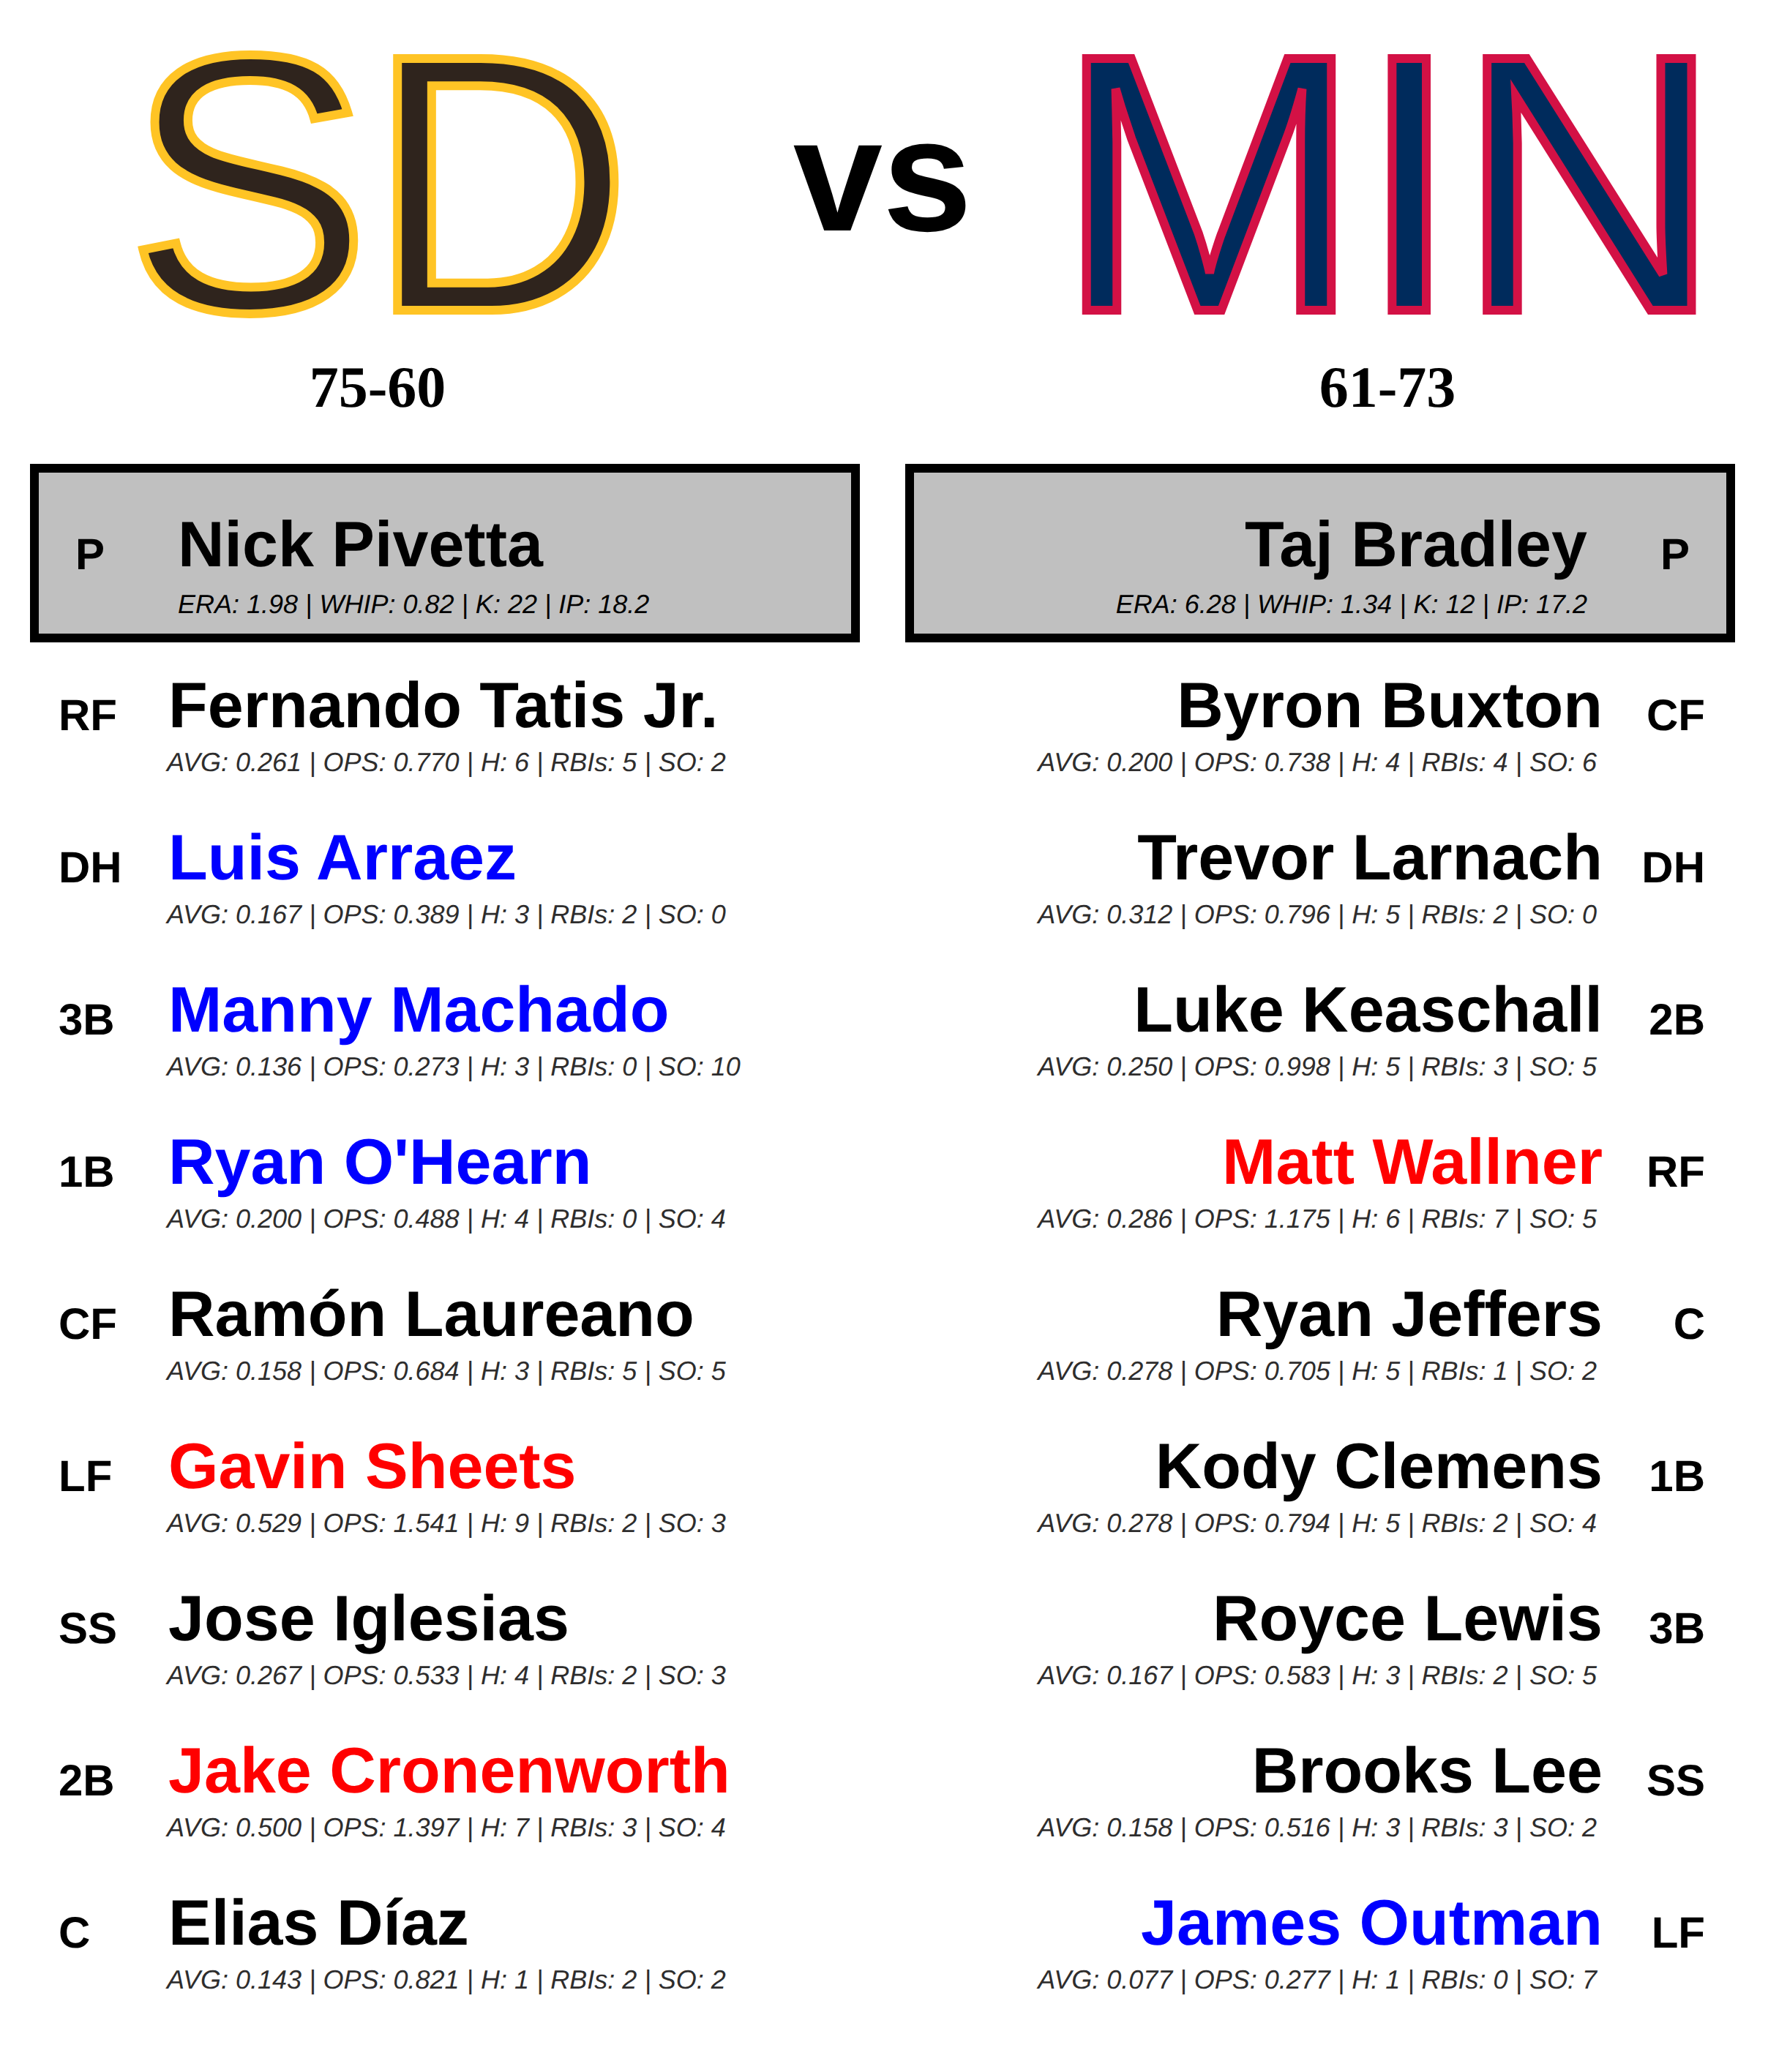 SD vs MIN
75-60 61-73
P Nick Pivetta
ERA: 1.98 | WHIP: 0.82 | K: 22 | IP: 18.2
Taj Bradley P
ERA: 6.28 | WHIP: 1.34 | K: 12 | IP: 17.2
RF Fernando Tatis Jr.
AVG: 0.261 | OPS: 0.770 | H: 6 | RBIs: 5 | SO: 2
DH Luis Arraez
AVG: 0.167 | OPS: 0.389 | H: 3 | RBIs: 2 | SO: 0
3B Manny Machado
AVG: 0.136 | OPS: 0.273 | H: 3 | RBIs: 0 | SO: 10
1B Ryan O'Hearn
AVG: 0.200 | OPS: 0.488 | H: 4 | RBIs: 0 | SO: 4
CF Ramón Laureano
AVG: 0.158 | OPS: 0.684 | H: 3 | RBIs: 5 | SO: 5
LF Gavin Sheets
AVG: 0.529 | OPS: 1.541 | H: 9 | RBIs: 2 | SO: 3
SS Jose Iglesias
AVG: 0.267 | OPS: 0.533 | H: 4 | RBIs: 2 | SO: 3
2B Jake Cronenworth
AVG: 0.500 | OPS: 1.397 | H: 7 | RBIs: 3 | SO: 4
C Elias Díaz
AVG: 0.143 | OPS: 0.821 | H: 1 | RBIs: 2 | SO: 2
Byron Buxton CF
AVG: 0.200 | OPS: 0.738 | H: 4 | RBIs: 4 | SO: 6
Trevor Larnach DH
AVG: 0.312 | OPS: 0.796 | H: 5 | RBIs: 2 | SO: 0
Luke Keaschall 2B
AVG: 0.250 | OPS: 0.998 | H: 5 | RBIs: 3 | SO: 5
Matt Wallner RF
AVG: 0.286 | OPS: 1.175 | H: 6 | RBIs: 7 | SO: 5
Ryan Jeffers C
AVG: 0.278 | OPS: 0.705 | H: 5 | RBIs: 1 | SO: 2
Kody Clemens 1B
AVG: 0.278 | OPS: 0.794 | H: 5 | RBIs: 2 | SO: 4
Royce Lewis 3B
AVG: 0.167 | OPS: 0.583 | H: 3 | RBIs: 2 | SO: 5
Brooks Lee SS
AVG: 0.158 | OPS: 0.516 | H: 3 | RBIs: 3 | SO: 2
James Outman LF
AVG: 0.077 | OPS: 0.277 | H: 1 | RBIs: 0 | SO: 7